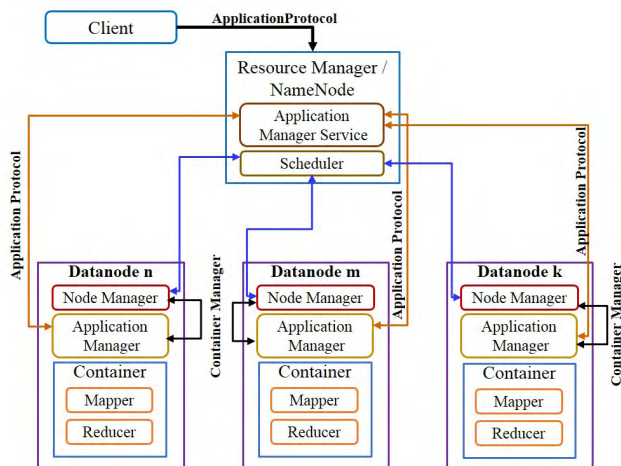 ApplicationProtocol
Client
Resource Manager /
NameNode
Application
Manager Service
Scheduler
Application Protocol
Application Protocol
Application Protocol
Datanode n
Node Manager
Application
Manager
Container
Mapper
Reducer
Container Manager
Datanode m
Node Manager
Application
Manager
Container
Mapper
Reducer
Datanode k
Node Manager
Application
Manager
Container
Mapper
Reducer
Container Manager